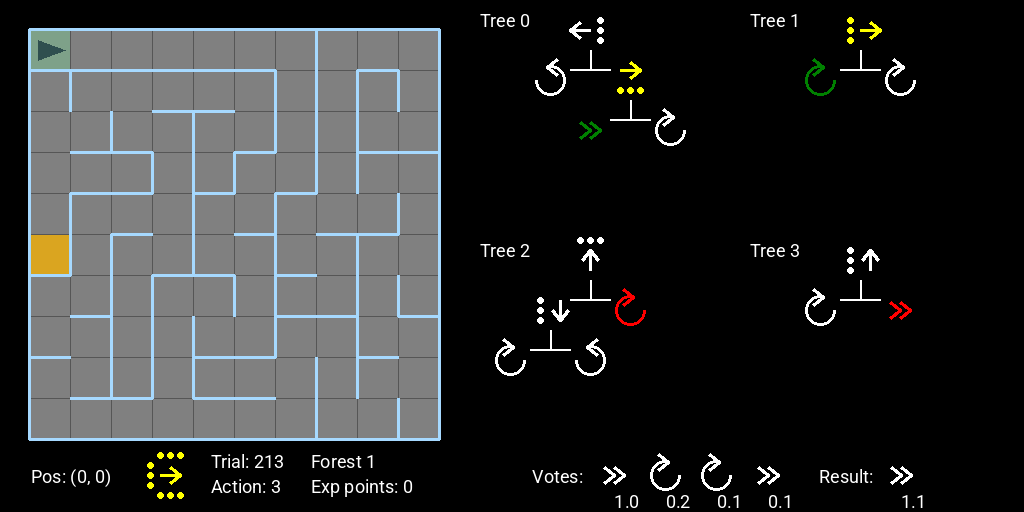 Tree 0
Tree 1
Tree 2
Tree 3
Pos: (0, 0)
Trial: 213
Forest 1
Action: 3
Exp points: 0
Votes:
1.0
0.2
0.1
0.1
Result:
1.1